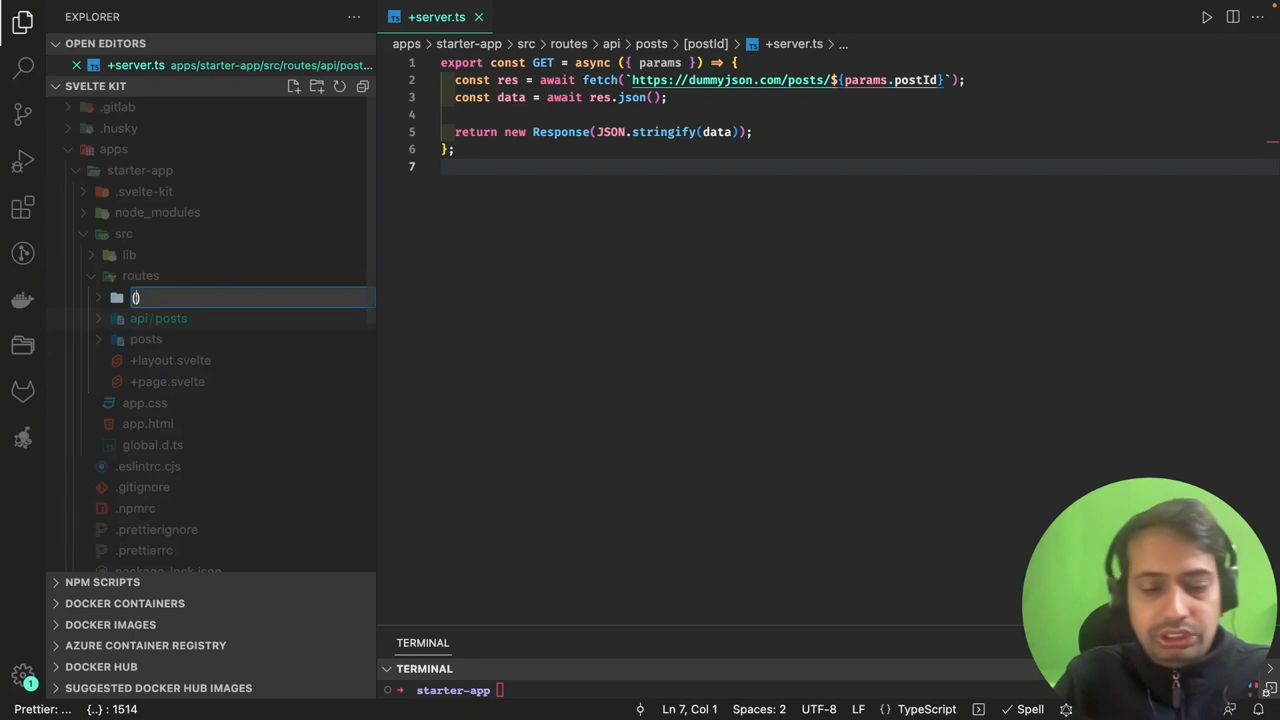 EXPLORER
OPEN EDITORS
+server.ts apps/starter-app/src/routes/api/post...
SVELTE KIT
.gitlab
.husky
apps
starter-app
.svelte-kit
node_modules
src
lib
routes
()
api / posts
posts
+layout.svelte
+page.svelte
app.css
app.html
global.d.ts
.eslintrc.cjs
.gitignore
.npmrc
.prettierignore
.prettierrc
package-lock.json
NPM SCRIPTS
DOCKER CONTAINERS
DOCKER IMAGES
AZURE CONTAINER REGISTRY
DOCKER HUB
SUGGESTED DOCKER HUB IMAGES
+server.ts
apps > starter-app > src > routes > api > posts > [postId] > +server.ts > ...
1 export const GET = async ({ params }) => {
2 const res = await fetch(`https://dummyjson.com/posts/${params.postId}`);
3 const data = await res.json();
4
5 return new Response(JSON.stringify(data));
6 };
7
TERMINAL
TERMINAL
→ starter-app
1
Prettier: ... {..} : 1514 Ln 7, Col 1 Spaces: 2 UTF-8 LF {} TypeScript Spell